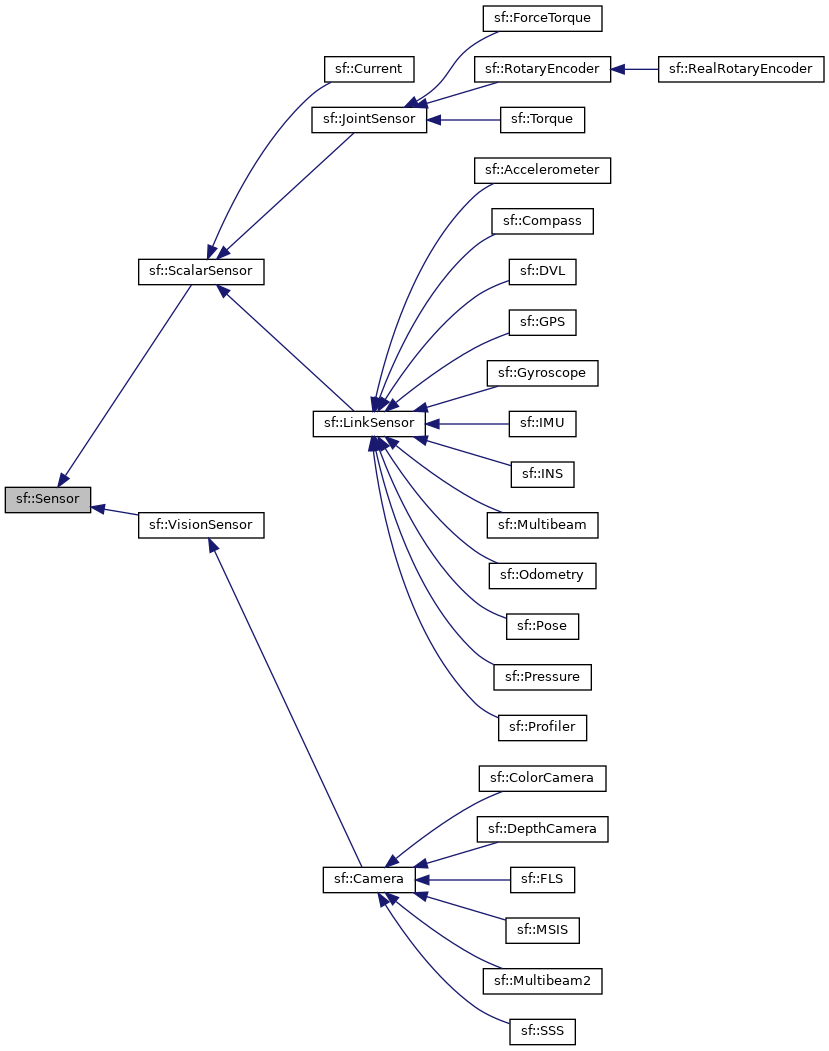 sf::ForceTorque
sf::Current
sf::RotaryEncoder
sf::RealRotaryEncoder
sf::JointSensor
sf::Torque
sf::Accelerometer
sf::Compass
sf::ScalarSensor
sf::DVL
sf::GPS
sf::Gyroscope
sf::LinkSensor
sf::IMU
sf::INS
sf::Sensor
sf::VisionSensor
sf::Multibeam
sf::Odometry
sf::Pose
sf::Pressure
sf::Profiler
sf::ColorCamera
sf::DepthCamera
sf::Camera
sf::FLS
sf::MSIS
sf::Multibeam2
sf::SSS